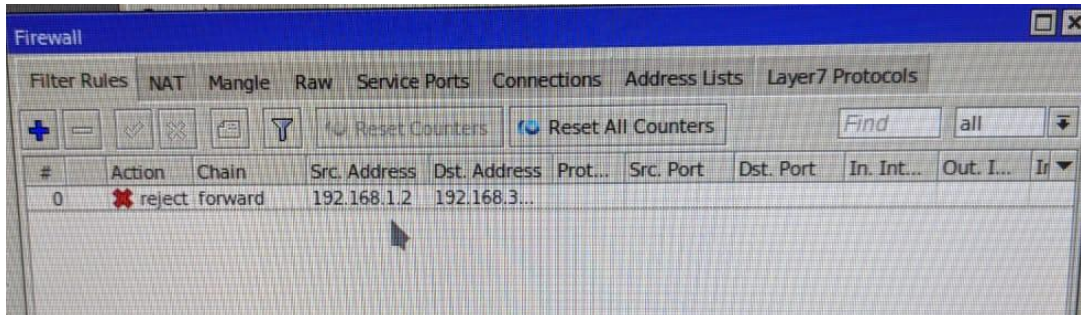 Firewall
Filter Rules NAT Mangle Raw Service Ports Connections Address Lists Layer7 Protocols
Reset Counters Reset All Counters Find all
# Action Chain Src. Address Dst. Address Prot... Src. Port Dst. Port In. Int... Out. I... In
0 reject forward 192.168.1.2 192.168.3...